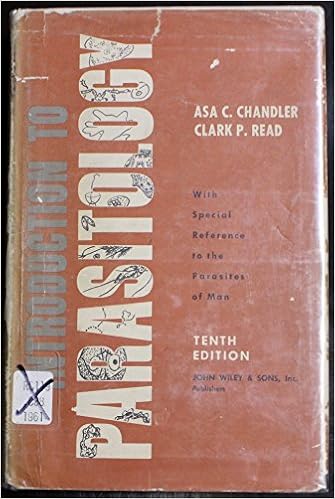 INTRODUCTION TO
PARASITOLOGY
ASA C. CHANDLER
CLARK P. READ
With
Special
Reference
to the
Parasites
of Man
TENTH
EDITION
JOHN WILEY & SONS, Inc.
Publishers
1961